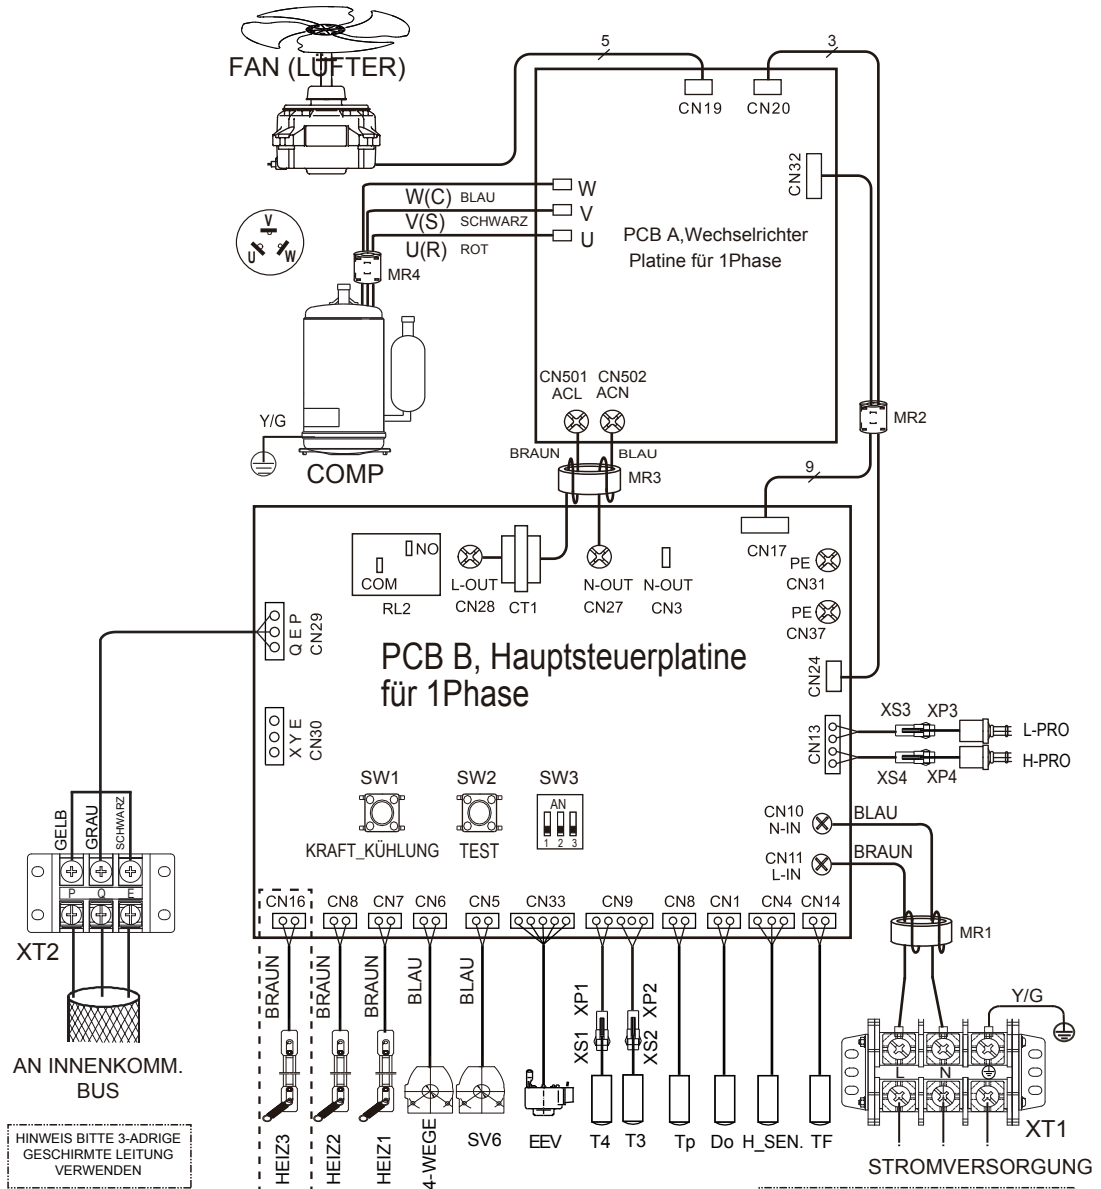 FAN (LÜFTER)
5
3
CN19
CN20
CN32
W(C) BLAU
W
V(S) SCHWARZ
V
U(R) ROT
U
PCB A,Wechselrichter
Platine für 1Phase
V
U
W
MR4
CN501
ACL
CN502
ACN
Y/G
COMP
BRAUN
BLAU
MR3
MR2
9
CN17
NO
COM
RL2
L-OUT
CN28
CT1
N-OUT
CN27
N-OUT
CN3
PE
CN31
PE
CN37
Q E P
CN29
PCB B, Hauptsteuerplatine
für 1Phase
CN24
X Y E
CN30
CN13
XS3
XP3
L-PRO
XS4
XP4
H-PRO
SW1
KRAFT_KÜHLUNG
SW2
TEST
SW3
AN
1 2 3
CN10
N-IN
BLAU
CN11
L-IN
BRAUN
GELB
GRAU
SCHWARZ
P Q E
XT2
AN INNENKOMM.
BUS
HINWEIS BITTE 3-ADRIGE
GESCHIRMTE LEITUNG
VERWENDEN
CN16
CN8
CN7
CN6
CN5
CN33
CN9
CN8
CN1
CN4
CN14
BRAUN
BRAUN
BRAUN
BLAU
BLAU
XS1
XP1
XS2
XP2
HEIZ3
HEIZ2
HEIZ1
4-WEGE
SV6
EEV
T4
T3
Tp
Do
H_SEN.
TF
MR1
Y/G
L
N
XT1
STROMVERSORGUNG